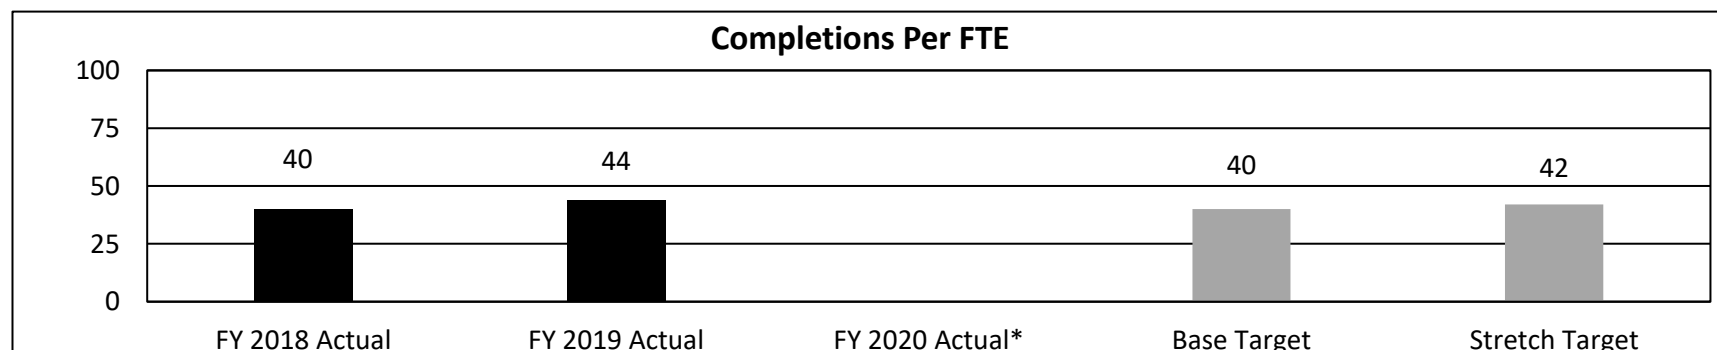 Completions Per FTE
100
75
50
25
0
40
44
40
42
FY 2018 Actual
FY 2019 Actual
FY 2020 Actual*
Base Target
Stretch Target